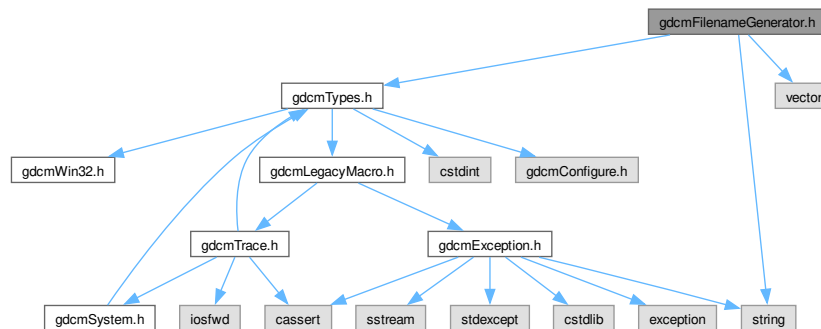 gdcmFilenameGenerator.h
gdcmTypes.h
vector
gdcmWin32.h
gdcmLegacyMacro.h
cstdint
gdcmConfigure.h
gdcmTrace.h
gdcmException.h
gdcmSystem.h
iosfwd
cassert
sstream
stdexcept
cstdlib
exception
string